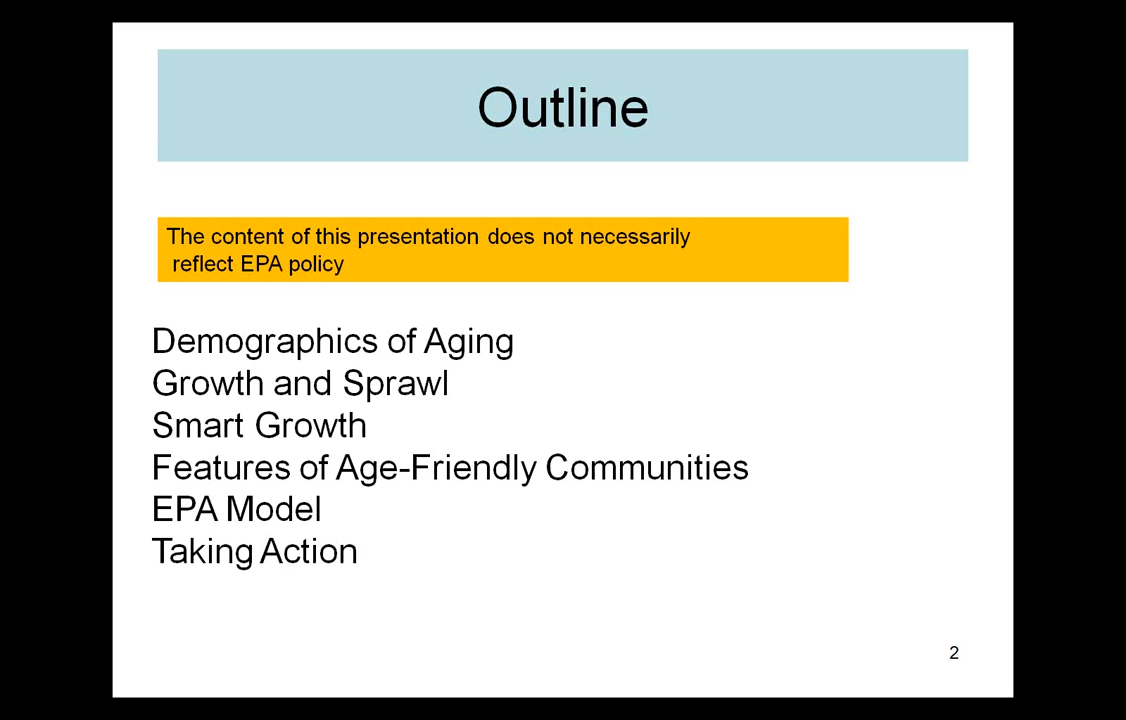 Outline
The content of this presentation does not necessarily
reflect EPA policy
Demographics of Aging
Growth and Sprawl
Smart Growth
Features of Age-Friendly Communities
EPA Model
Taking Action
2